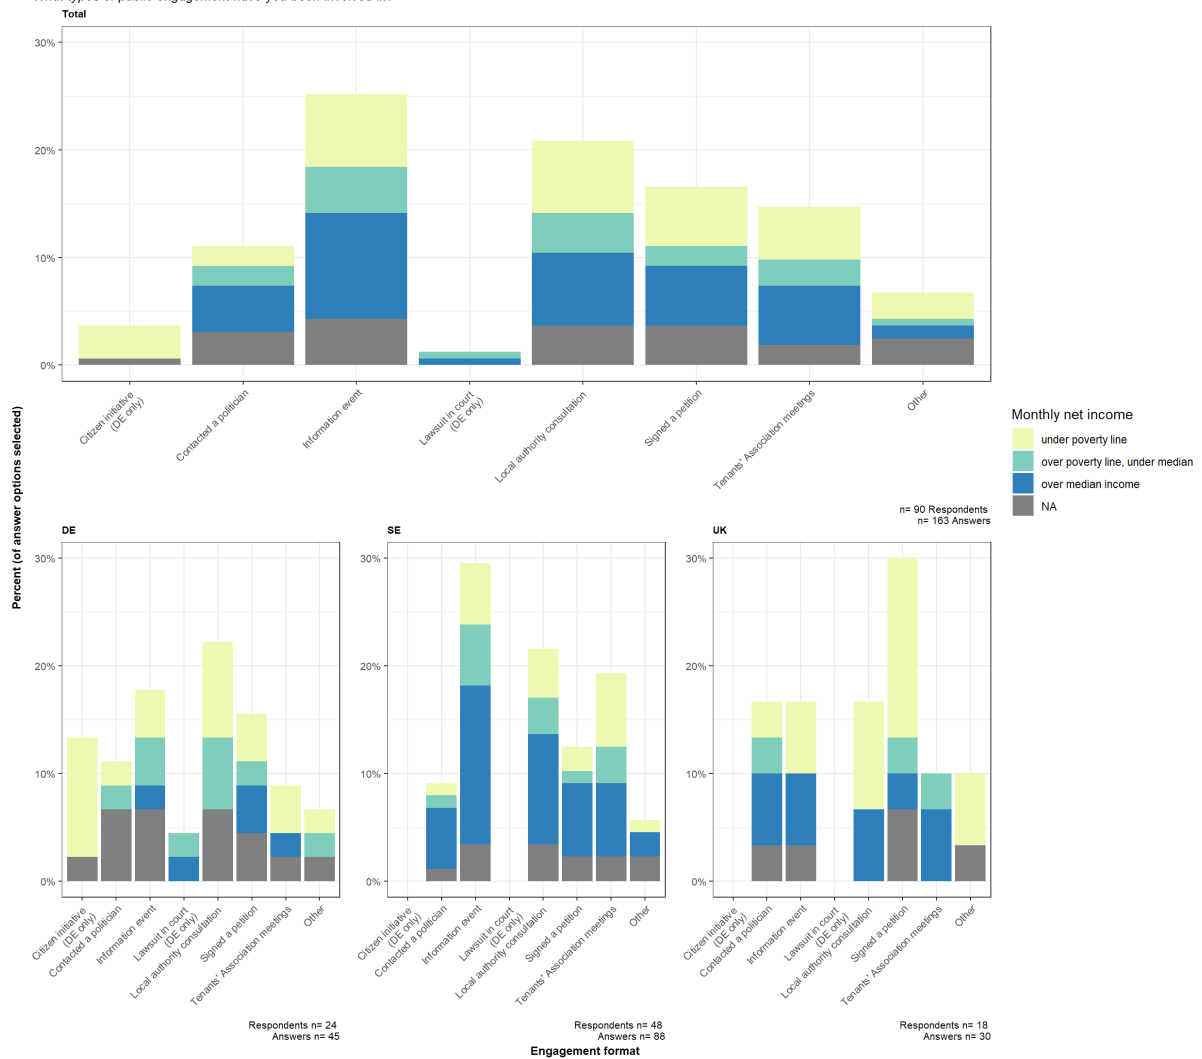 Total
30%
20%
10%
0%
Citizen initiative
(DE only)
Contacted a politician
Information event
Lawsuit in court
(DE only)
Local authority consultation
Signed a petition
Tenants' Association meetings
Other
Percent (of answer options selected)
Monthly net income
under poverty line
over poverty line, under median
over median income
NA
n= 90 Respondents
n= 163 Answers
DE
30%
20%
10%
0%
Citizen initiative
(DE only)
Contacted a politician
Information event
Lawsuit in court
(DE only)
Local authority consultation
Signed a petition
Tenants' Association meetings
Other
Respondents n= 24
Answers n= 45
SE
30%
20%
10%
0%
Citizen initiative
(DE only)
Contacted a politician
Information event
Lawsuit in court
(DE only)
Local authority consultation
Signed a petition
Tenants' Association meetings
Other
Respondents n= 48
Answers n= 88
UK
30%
20%
10%
0%
Citizen initiative
(DE only)
Contacted a politician
Information event
Lawsuit in court
(DE only)
Local authority consultation
Signed a petition
Tenants' Association meetings
Other
Respondents n= 18
Answers n= 30
Engagement format